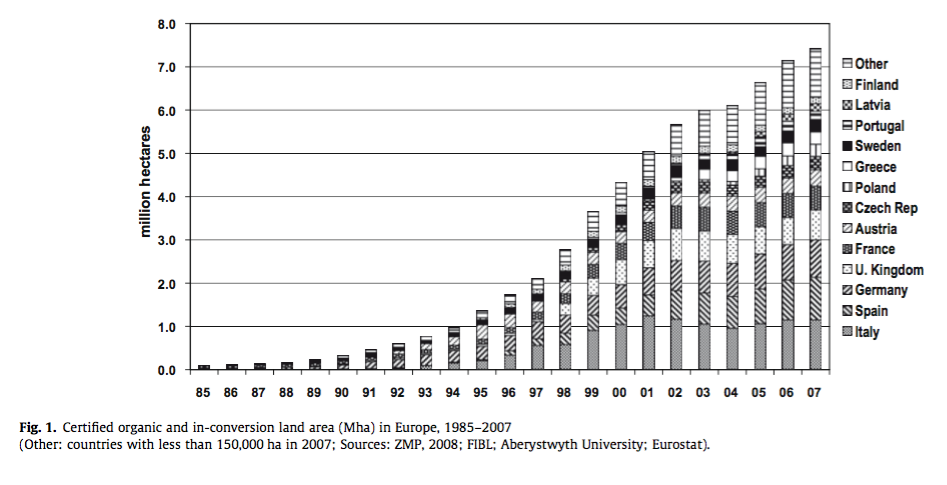 8.0
7.0
6.0
5.0
4.0
3.0
2.0
1.0
0.0
million hectares
85 86 87 88 89 90 91 92 93 94 95 96 97 98 99 00 01 02 03 04 05 06 07
Other
Finland
Latvia
Portugal
Sweden
Greece
Poland
Czech Rep
Austria
France
U. Kingdom
Germany
Spain
Italy
Fig. 1. Certified organic and in-conversion land area (Mha) in Europe, 1985–2007
(Other: countries with less than 150,000 ha in 2007; Sources: ZMP, 2008; FIBL; Aberystwyth University; Eurostat).